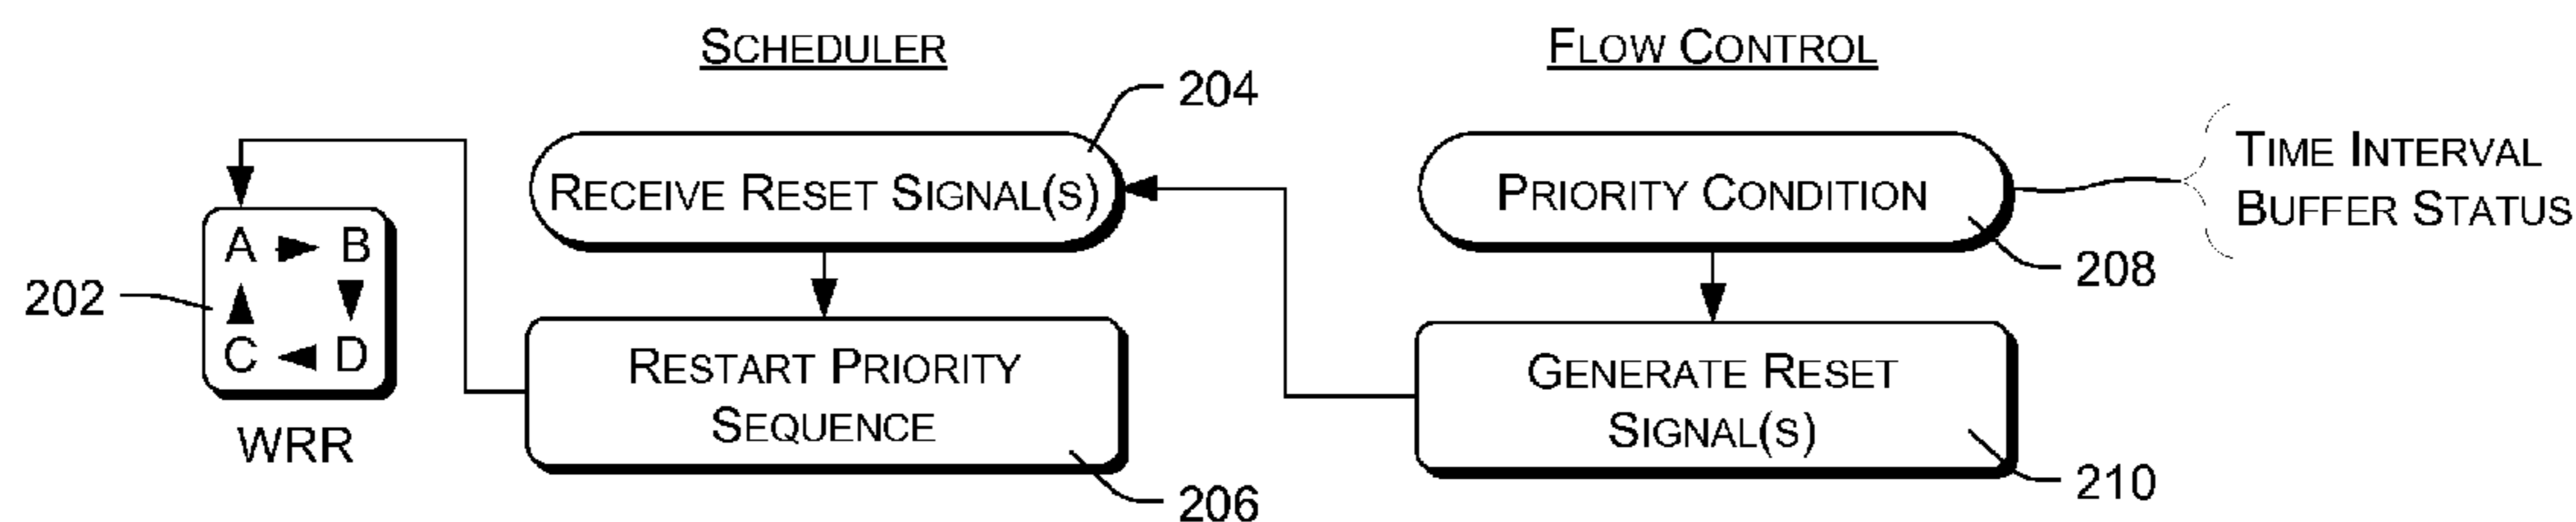 SCHEDULER
FLOW CONTROL
204
RECEIVE RESET SIGNAL(S)
PRIORITY CONDITION
TIME INTERVAL
BUFFER STATUS
208
202
A B
C D
WRR
RESTART PRIORITY
SEQUENCE
206
GENERATE RESET
SIGNAL(S)
210